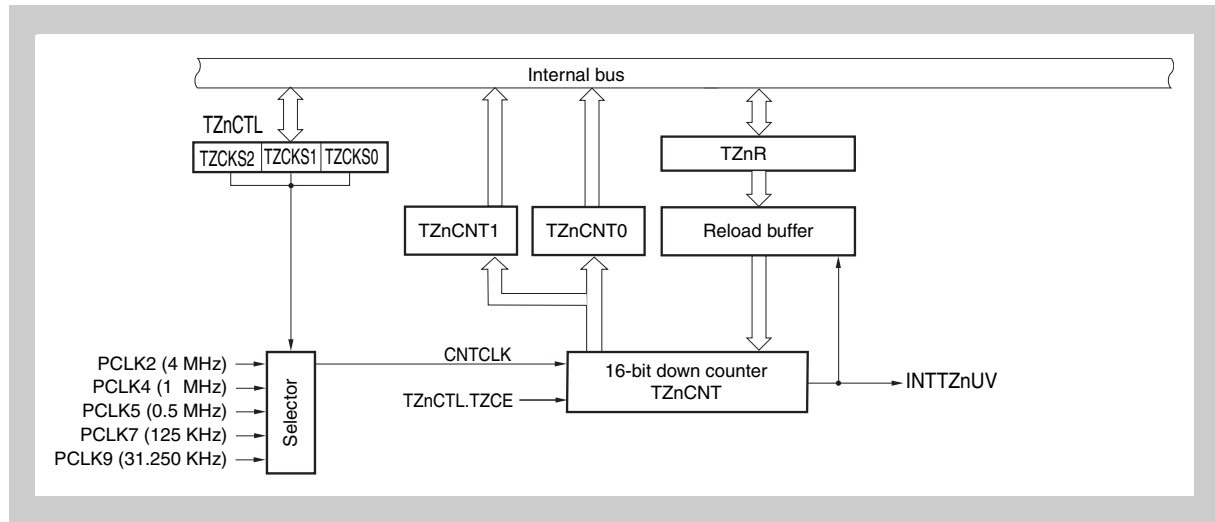 Internal bus
TZnCTL
TZCKS2 TZCKS1 TZCKS0
TZnR
TZnCNT1
TZnCNT0
Reload buffer
PCLK2 (4 MHz)
PCLK4 (1 MHz)
PCLK5 (0.5 MHz)
PCLK7 (125 KHz)
PCLK9 (31.250 KHz)
Selector
CNTCLK
TZnCTL.TZCE
16-bit down counter
TZnCNT
INTTZnUV